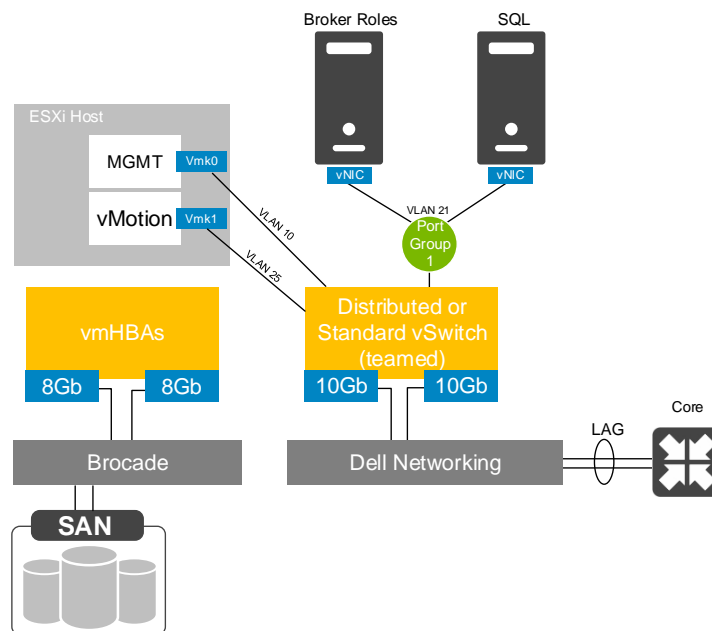 Broker Roles
SQL
ESXi Host
MGMT
Vmk0
vNIC
vNIC
vMotion
Vmk1
VLAN 10
VLAN 25
VLAN 21
Port
Group
1
vmHBAs
Distributed or
Standard vSwitch
(teamed)
8Gb
8Gb
10Gb
10Gb
Core
LAG
Brocade
Dell Networking
SAN